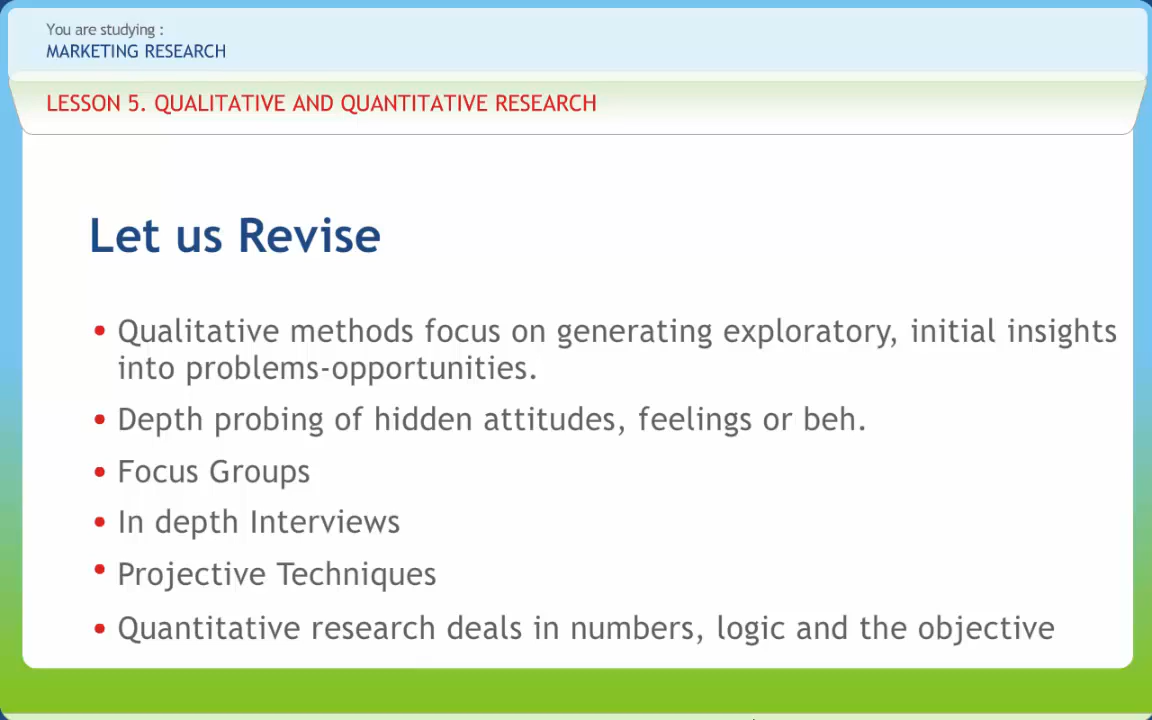 You are studying :
MARKETING RESEARCH
LESSON 5. QUALITATIVE AND QUANTITATIVE RESEARCH
Let us Revise
• Qualitative methods focus on generating exploratory, initial insights
into problems-opportunities.
• Depth probing of hidden attitudes, feelings or beh.
• Focus Groups
• In depth Interviews
• Projective Techniques
• Quantitative research deals in numbers, logic and the objective